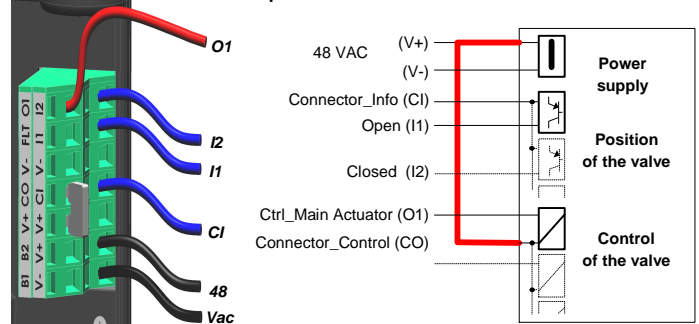 O1
I2
I1
CI
48
Vac
B1 B2 V+ CO V- FLT O1
V- V+ V+ CI V- I1 I2
48 VAC
(V+)
(V-)
Connector_Info (CI)
Open (I1)
Closed (I2)
Ctrl_Main Actuator (O1)
Connector_Control (CO)
Power
supply
Position
of the valve
Control
of the valve